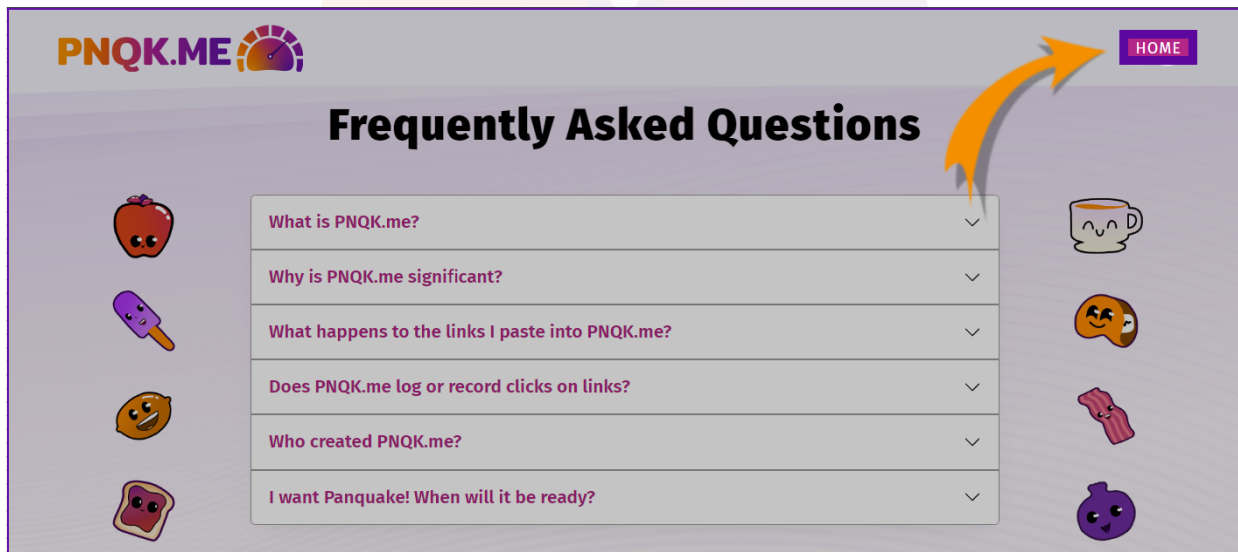 PNQK.ME
HOME
Frequently Asked Questions
What is PNQK.me?
Why is PNQK.me significant?
What happens to the links I paste into PNQK.me?
Does PNQK.me log or record clicks on links?
Who created PNQK.me?
I want Panquake! When will it be ready?